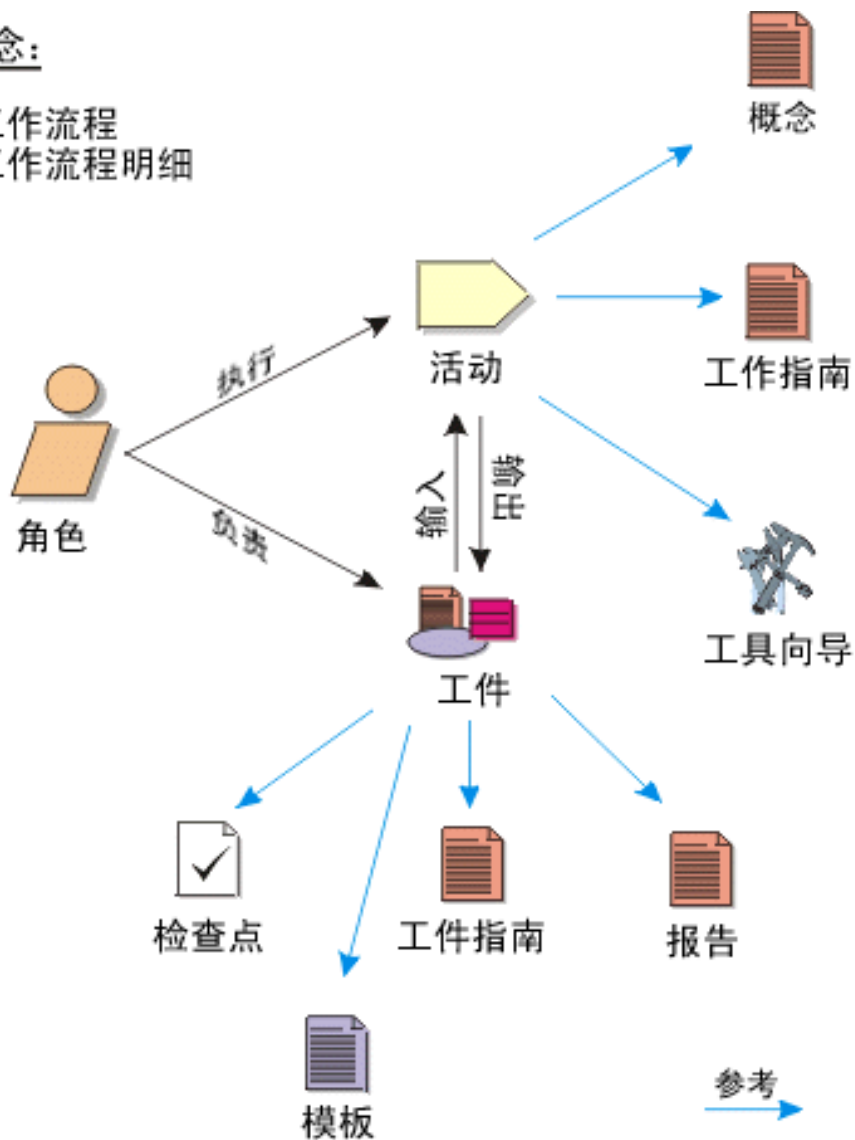 念:
工作流程
工作流程明细
概念
活动
工作指南
执行
角色
负责
输入
输出
工具向导
工件
检查点
工件指南
报告
模板
参考